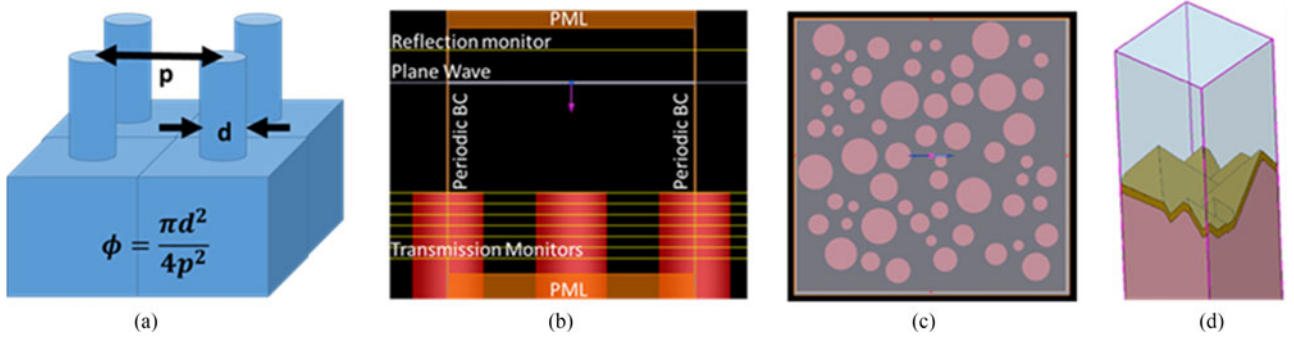 p
d
ϕ = πd²/4p²
(a)
PML
Reflection monitor
Plane Wave
Periodic BC
Periodic BC
Transmission Monitors
PML
(b)
(c)
(d)